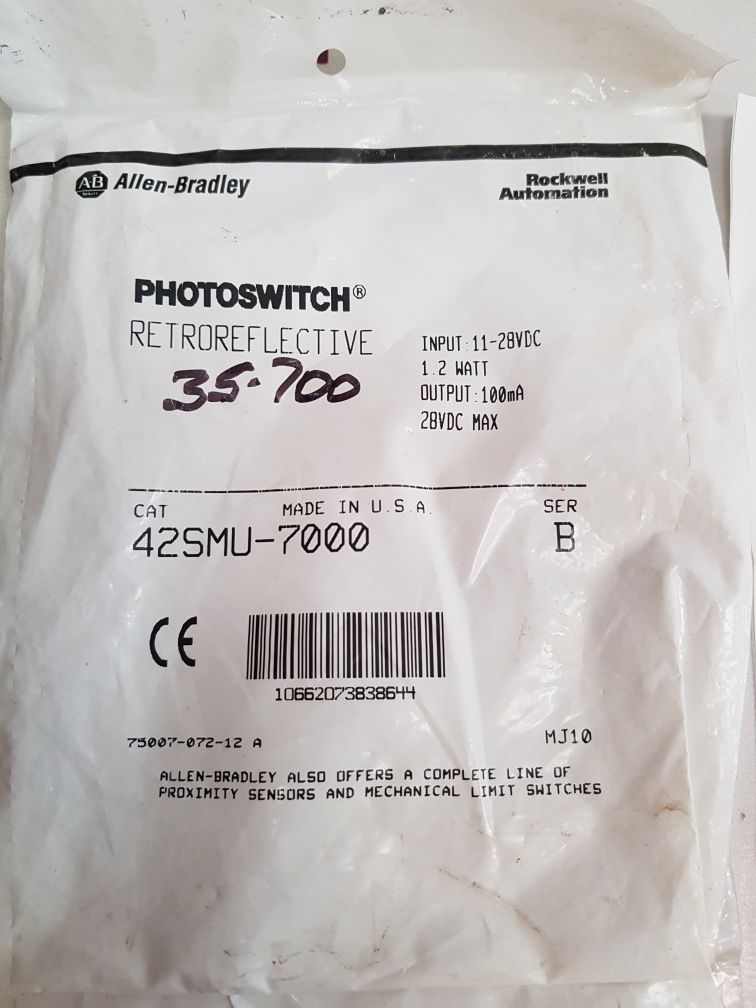 AB Allen-Bradley
QUALITY
Rockwell
Automation
PHOTOSWITCH®
RETROREFLECTIVE
35-700
INPUT:11-28VDC
1.2 WATT
OUTPUT:100mA
28VDC MAX
CAT MADE IN U.S.A. SER
42SMU-7000 B
CE
10662073838644
75007-072-12 A MJ10
ALLEN-BRADLEY ALSO OFFERS A COMPLETE LINE OF
PROXIMITY SENSORS AND MECHANICAL LIMIT SWITCHES